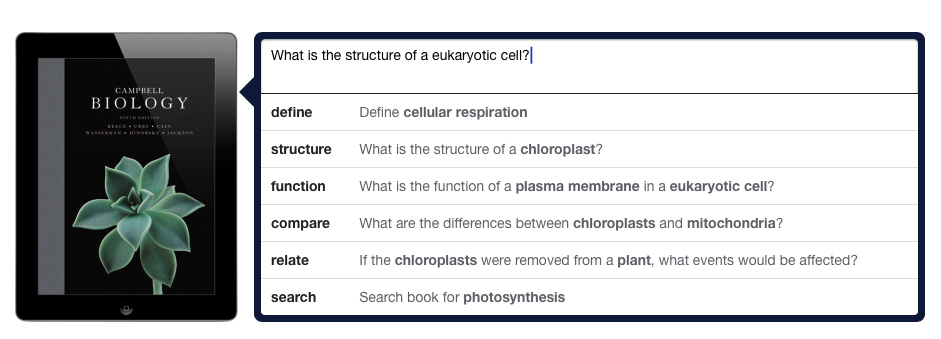 CAMPBELL
BIOLOGY
NINTH EDITION
REECE • URRY • CAIN
WASSERMAN • MINORSKY • JACKSON
What is the structure of a eukaryotic cell?
define Define cellular respiration
structure What is the structure of a chloroplast?
function What is the function of a plasma membrane in a eukaryotic cell?
compare What are the differences between chloroplasts and mitochondria?
relate If the chloroplasts were removed from a plant, what events would be affected?
search Search book for photosynthesis